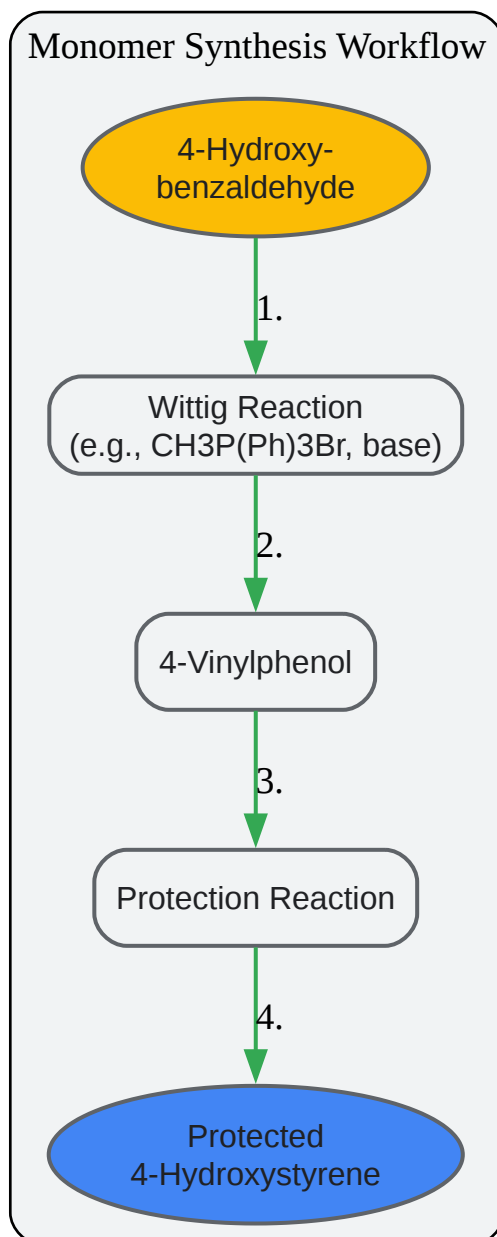 Monomer Synthesis Workflow
4-Hydroxy-
benzaldehyde
1.
Wittig Reaction
(e.g., CH3P(Ph)3Br, base)
2.
4-Vinylphenol
3.
Protection Reaction
4.
Protected
4-Hydroxystyrene